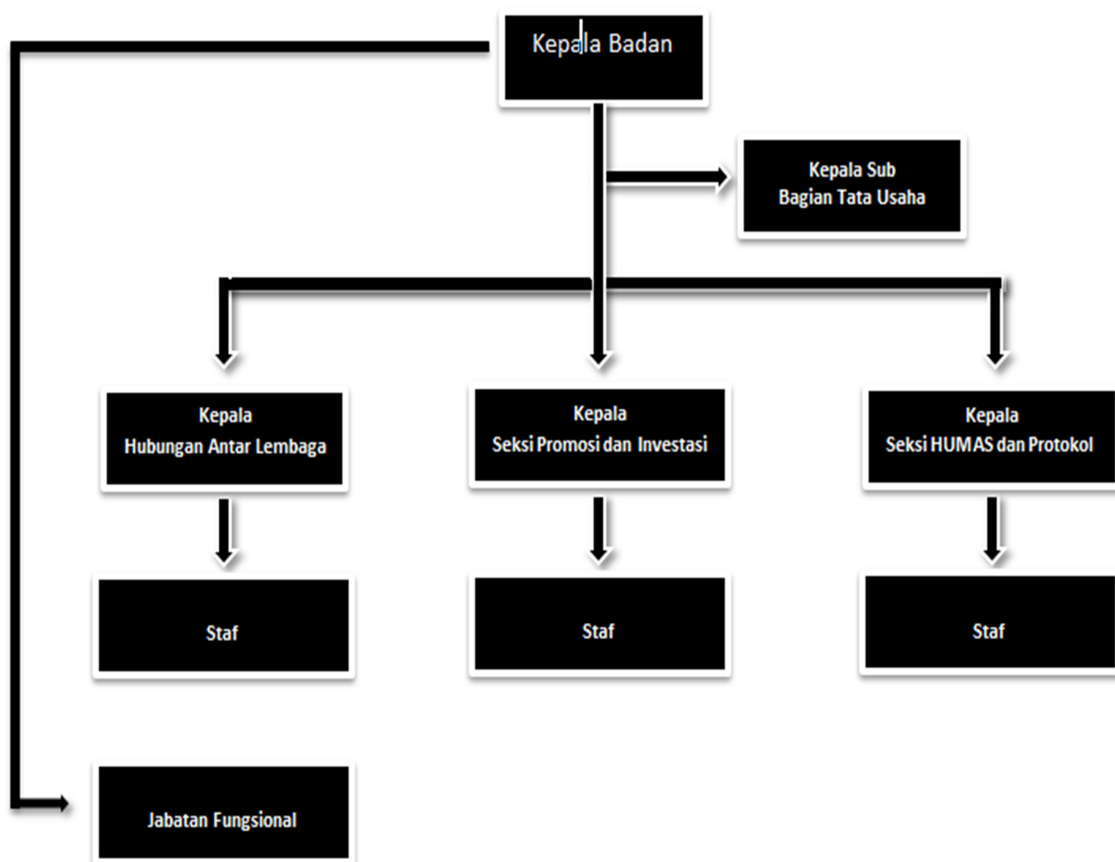 Kepala Badan
Kepala Sub
Bagian Tata Usaha
Kepala
Hubungan Antar Lembaga
Kepala
Seksi Promosi dan Investasi
Kepala
Seksi HUMAS dan Protokol
Staf
Staf
Staf
Jabatan Fungsional